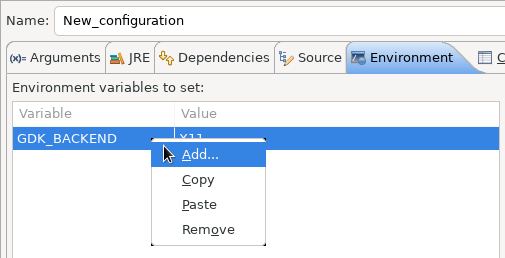 Name: New_configuration
Arguments JRE Dependencies Source Environment
Environment variables to set:
Variable Value
GDK_BACKEND X11
Add...
Copy
Paste
Remove